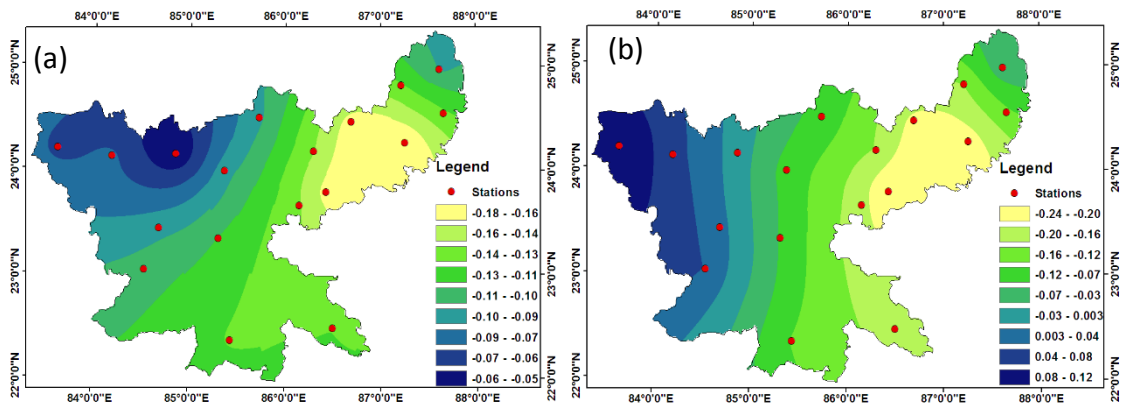 84°0'0"E 85°0'0"E 86°0'0"E 87°0'0"E 88°0'0"E
(a)
25°0'0"N
24°0'0"N
23°0'0"N
22°0'0"N
25°0'0"N
24°0'0"N
23°0'0"N
22°0'0"N
Legend
Stations
-0.18 - -0.16
-0.16 - -0.14
-0.14 - -0.13
-0.13 - -0.11
-0.11 - -0.10
-0.10 - -0.09
-0.09 - -0.07
-0.07 - -0.06
-0.06 - -0.05
84°0'0"E 85°0'0"E 86°0'0"E 87°0'0"E 88°0'0"E
84°0'0"E 85°0'0"E 86°0'0"E 87°0'0"E 88°0'0"E
(b)
25°0'0"N
24°0'0"N
23°0'0"N
22°0'0"N
25°0'0"N
24°0'0"N
23°0'0"N
22°0'0"N
Legend
Stations
-0.24 - -0.20
-0.20 - -0.16
-0.16 - -0.12
-0.12 - -0.07
-0.07 - -0.03
-0.03 - -0.003
0.003 - 0.04
0.04 - 0.08
0.08 - 0.12
84°0'0"E 85°0'0"E 86°0'0"E 87°0'0"E 88°0'0"E